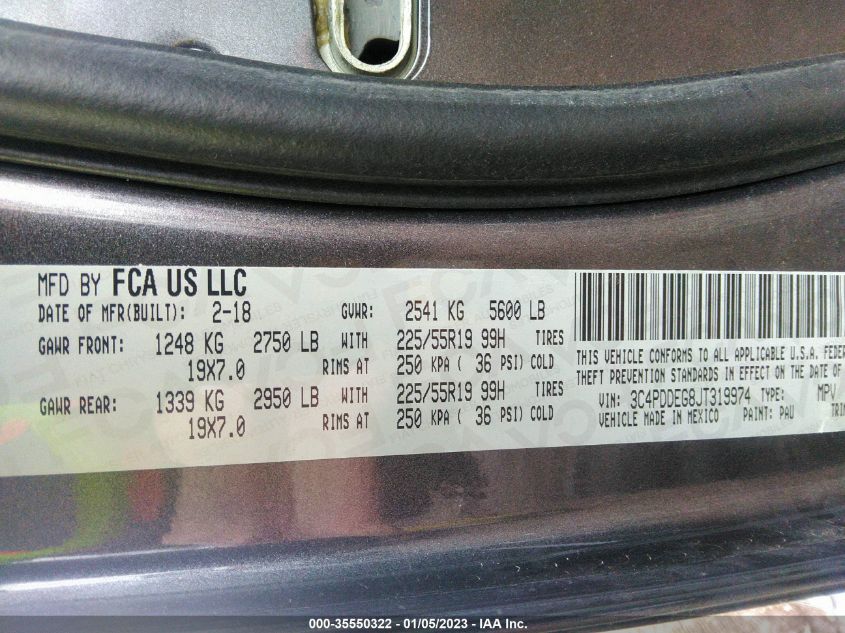 MFD BY FCA US LLC
DATE OF MFR(BUILT): 2-18 GVWR: 2541 KG 5600 LB
GAWR FRONT: 1248 KG 2750 LB WITH 225/55R19 99H TIRES
19X7.0 RIMS AT 250 KPA ( 36 PSI) COLD
GAWR REAR: 1339 KG 2950 LB WITH 225/55R19 99H TIRES
19X7.0 RIMS AT 250 KPA ( 36 PSI) COLD
THIS VEHICLE CONFORMS TO ALL APPLICABLE U.S.A. FEDER
THEFT PREVENTION STANDARDS IN EFFECT ON THE DATE OF
VIN: 3C4PDDEG8JT319974 TYPE: MPV
VEHICLE MADE IN MEXICO PAINT: PAU TRIM
000-35550322 - 01/05/2023 - IAA Inc.